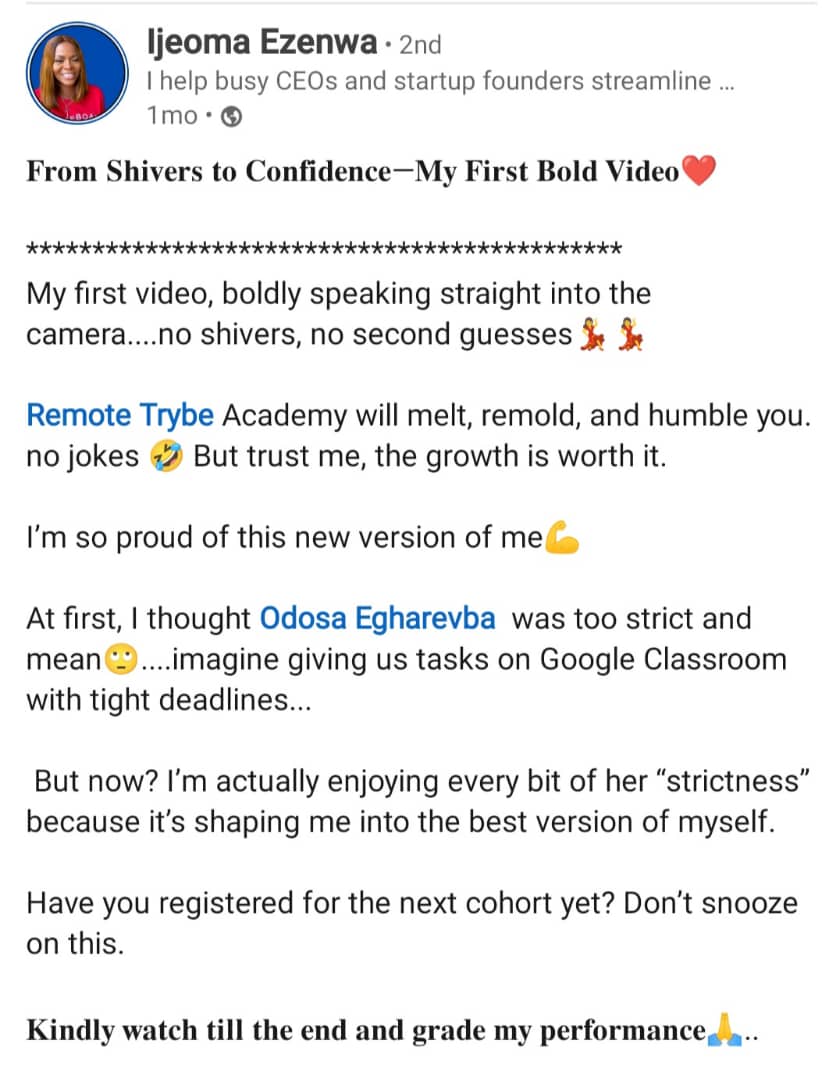 Ijeoma Ezenwa • 2nd
I help busy CEOs and startup founders streamline ...
1mo •
From Shivers to Confidence—My First Bold Video❤️
*********************************************
My first video, boldly speaking straight into the
camera....no shivers, no second guesses💃💃
Remote Trybe Academy will melt, remold, and humble you.
no jokes 🤣 But trust me, the growth is worth it.
I'm so proud of this new version of me💪
At first, I thought Odosa Egharevba was too strict and
mean🙄....imagine giving us tasks on Google Classroom
with tight deadlines...
But now? I'm actually enjoying every bit of her “strictness”
because it's shaping me into the best version of myself.
Have you registered for the next cohort yet? Don't snooze
on this.
Kindly watch till the end and grade my performance🙏..